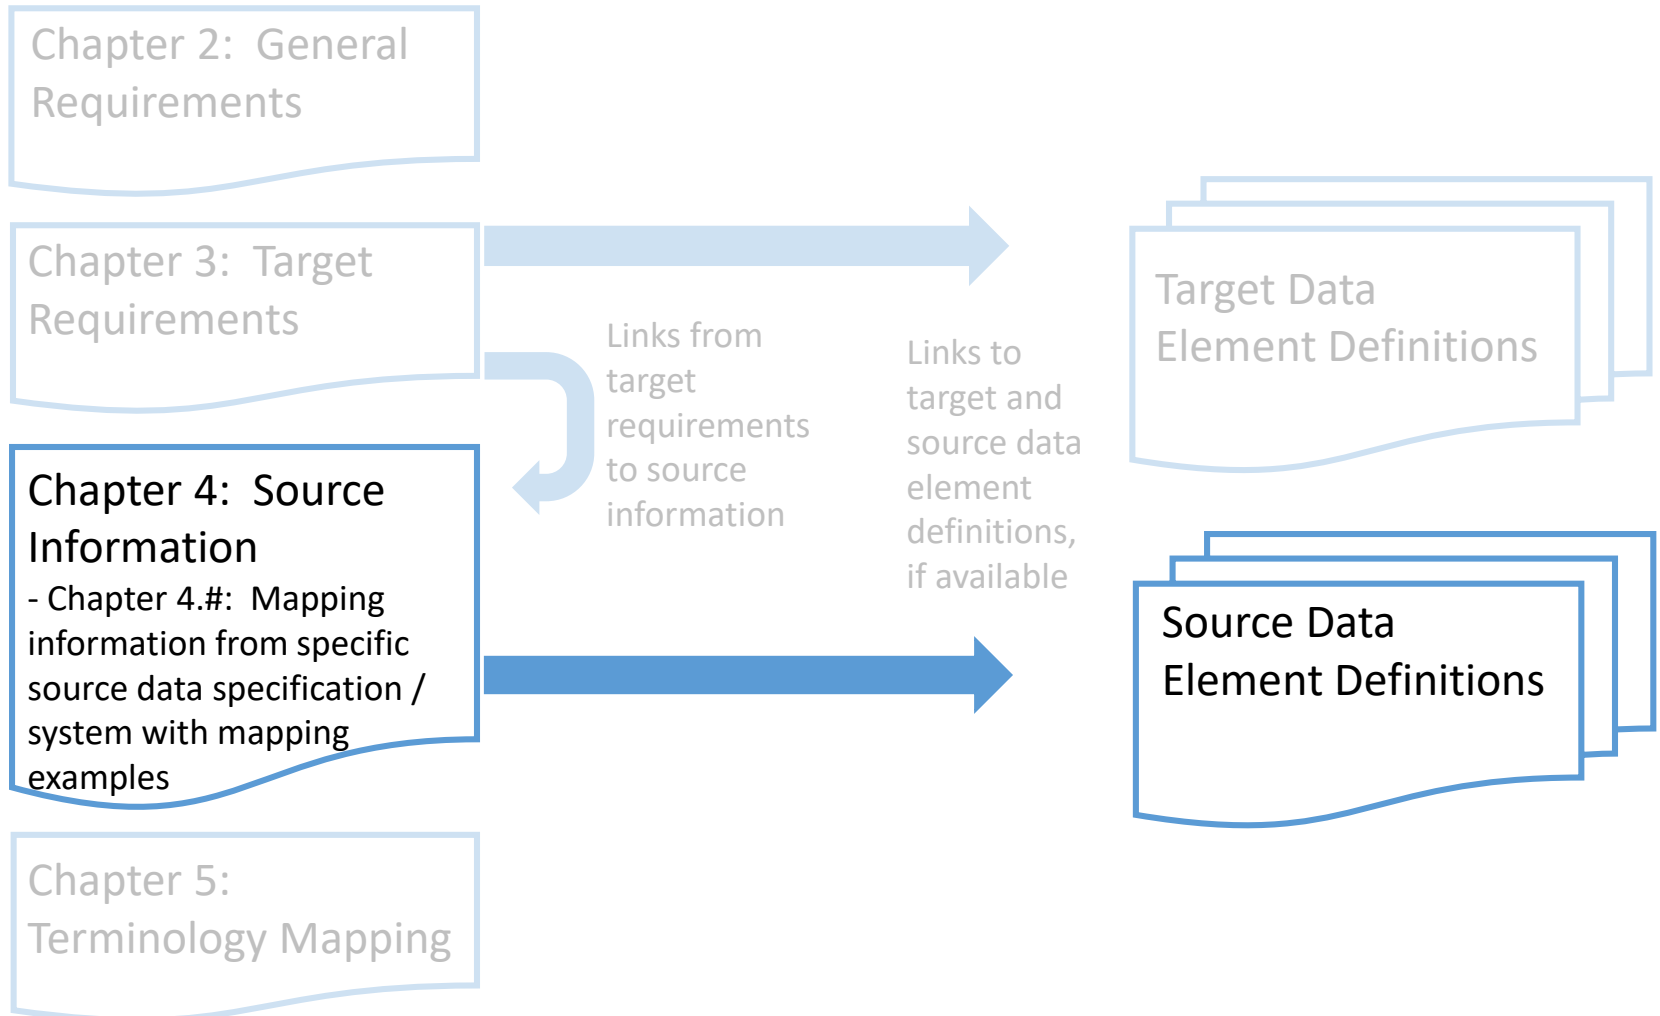 Chapter 2:  General
Requirements
Chapter 3:  Target
Requirements
Links from
target
requirements
to source
information
Links to
target and
source data
element
definitions,
if available
Target Data
Element Definitions
Chapter 4:  Source
Information
- Chapter 4.#:  Mapping
information from specific
source data specification /
system with mapping
examples
Source Data
Element Definitions
Chapter 5:
Terminology Mapping